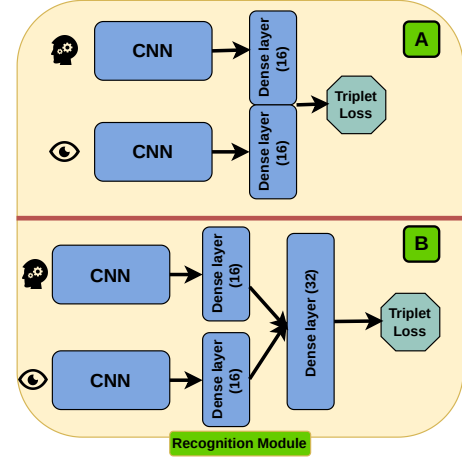 A
CNN
Dense layer
(16)
Triplet
Loss
CNN
Dense layer
(16)
B
CNN
Dense layer
(16)
Dense layer (32)
Triplet
Loss
CNN
Dense layer
(16)
Recognition Module